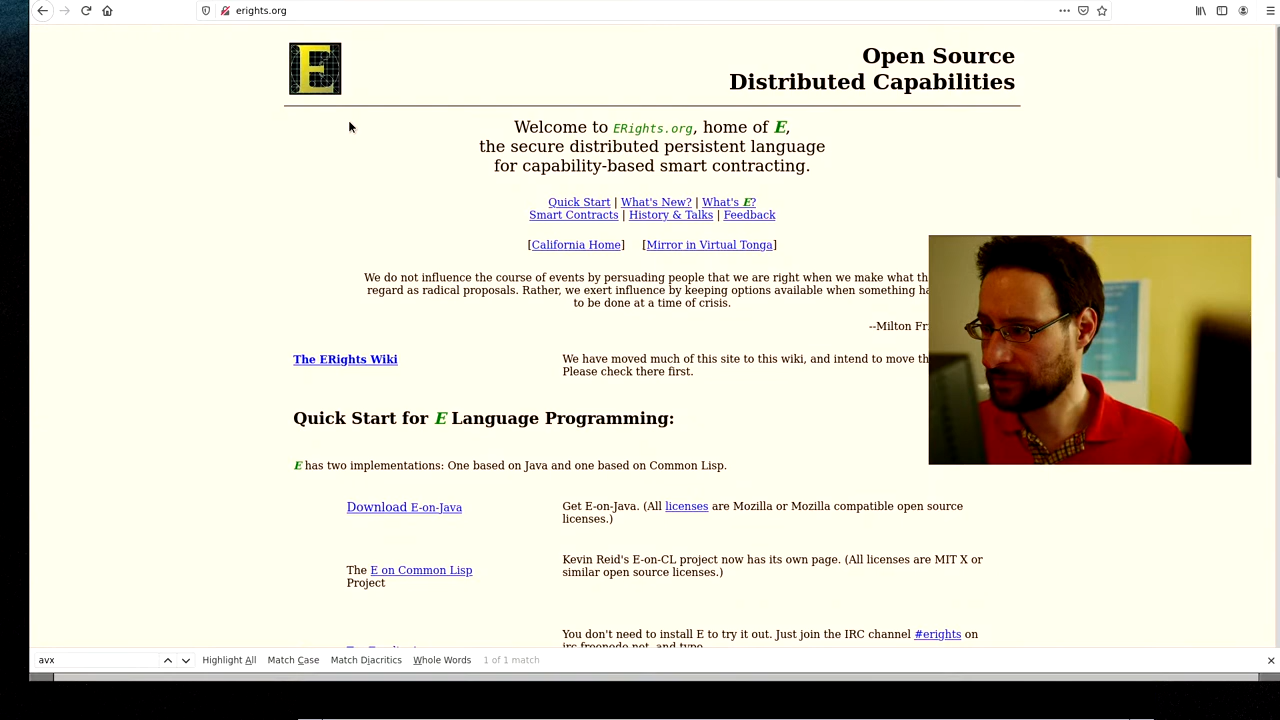 erights.org
E
Open Source
Distributed Capabilities
Welcome to ERights.org, home of E,
the secure distributed persistent language
for capability-based smart contracting.
Quick Start | What's New? | What's E?
Smart Contracts | History & Talks | Feedback
[California Home] [Mirror in Virtual Tonga]
We do not influence the course of events by persuading people that we are right when we make what
regard as radical proposals. Rather, we exert influence by keeping options available when something
to be done at a time of crisis.
--Milton
The ERights Wiki
We have moved much of this site to this wiki, and intend to move
Please check there first.
Quick Start for E Language Programming:
E has two implementations: One based on Java and one based on Common Lisp.
Download E-on-Java
Get E-on-Java. (All licenses are Mozilla or Mozilla compatible open source
licenses.)
The E on Common Lisp
Project
Kevin Reid's E-on-CL project now has its own page. (All licenses are MIT X or
similar open source licenses.)
You don't need to install E to try it out. Just join the IRC channel #erights on
irc.freenode.net, and type
avx
Highlight All
Match Case
Match Diacritics
Whole Words
1 of 1 match